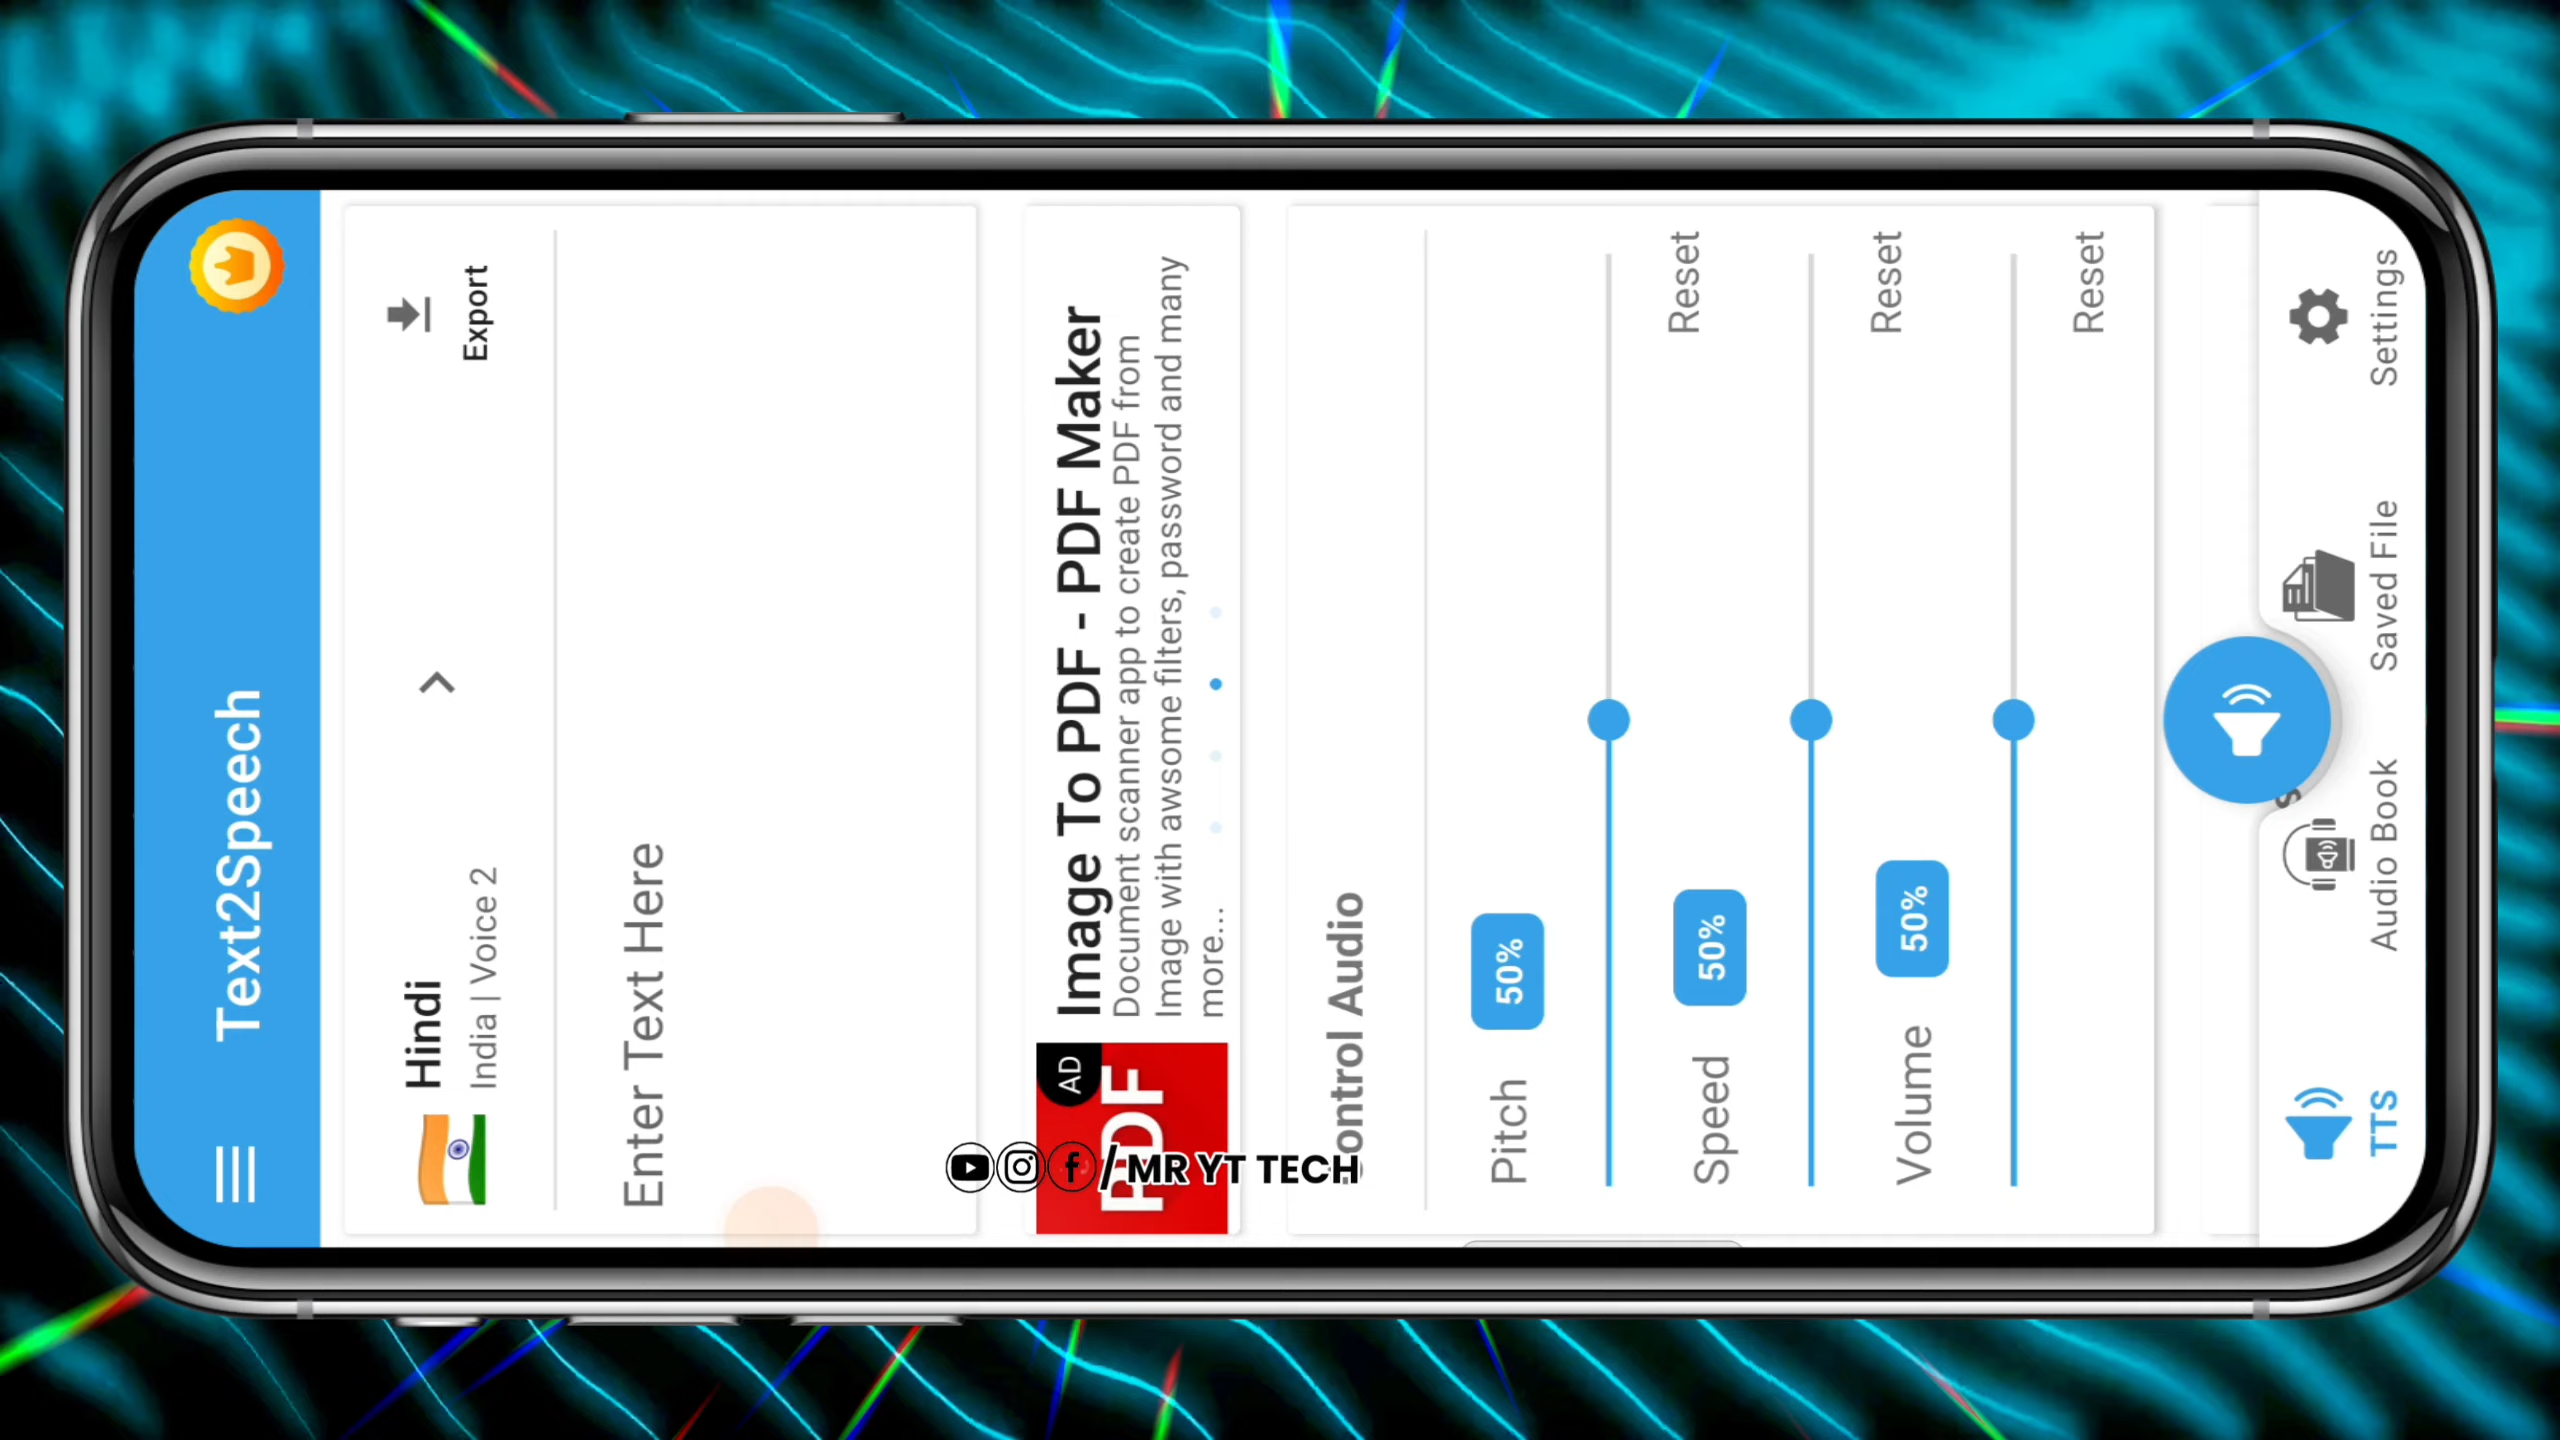 Text2Speech
Hindi
India | Voice 2
Export
Enter Text Here
AD
PDF
Image To PDF - PDF Maker
Document scanner app to create PDF from
Image with awsome filters, password and many
more...
Control Audio
Pitch 50%
Reset
Speed 50%
Reset
Volume 50%
Reset
TTS
Audio Book
Saved File
Settings
/ MR YT TECH